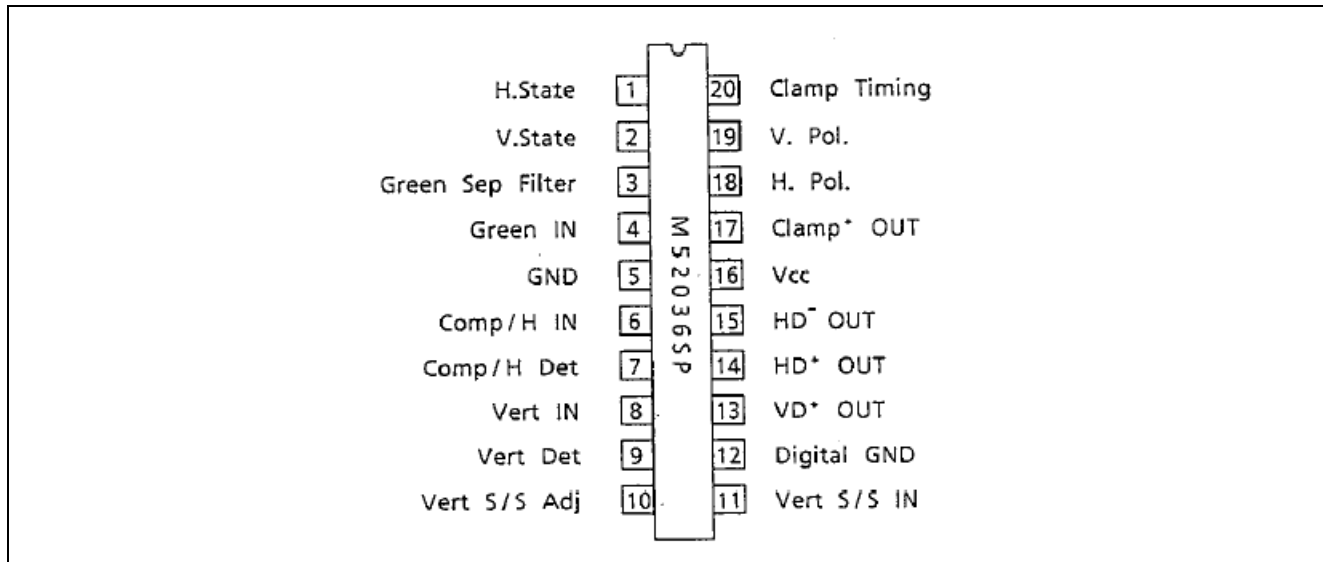 H.State 1 20 Clamp Timing
V.State 2 19 V. Pol.
Green Sep Filter 3 18 H. Pol.
Green IN 4 17 Clamp⁺ OUT
GND 5 16 Vcc
Comp/H IN 6 15 HD⁻ OUT
Comp/H Det 7 14 HD⁺ OUT
Vert IN 8 13 VD⁺ OUT
Vert Det 9 12 Digital GND
Vert S/S Adj 10 11 Vert S/S IN
M52036SP